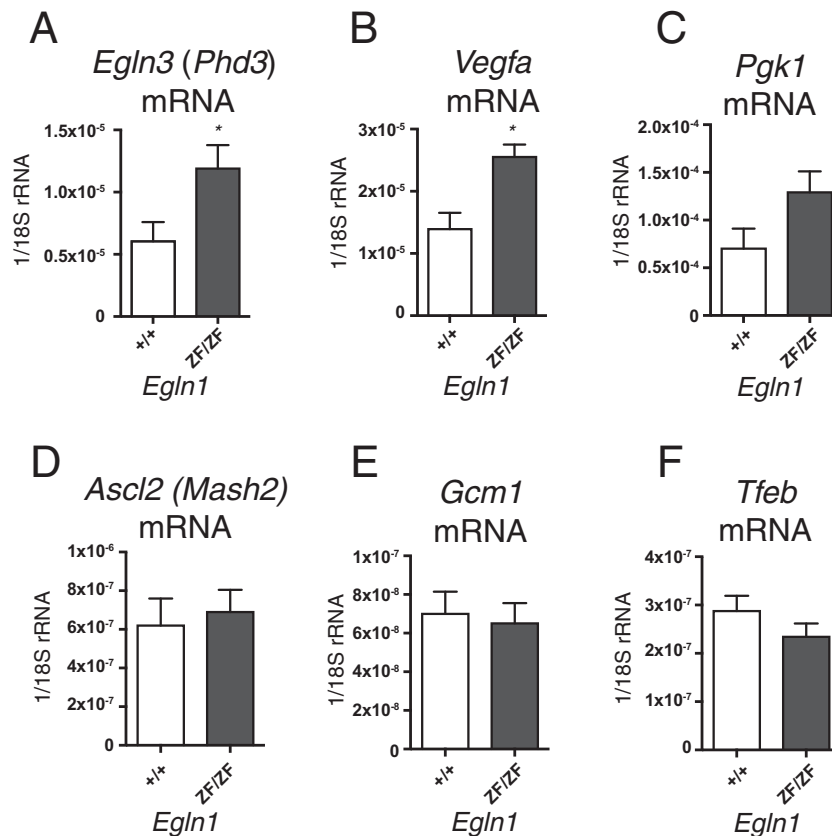 A
Egln3 (Phd3)
mRNA
1/18S rRNA
1.5x10-5
1.0x10-5
0.5x10-5
0
*
+/+
ZF/ZF
Egln1
B
Vegfa
mRNA
1/18S rRNA
3x10-5
2x10-5
1x10-5
0
*
+/+
ZF/ZF
Egln1
C
Pgk1
mRNA
1/18S rRNA
2.0x10-4
1.5x10-4
1.0x10-4
0.5x10-4
0
+/+
ZF/ZF
Egln1
D
Ascl2 (Mash2)
mRNA
1/18S rRNA
1x10-6
8x10-7
6x10-7
4x10-7
2x10-7
0
+/+
ZF/ZF
Egln1
E
Gcm1
mRNA
1/18S rRNA
1x10-7
8x10-8
6x10-8
4x10-8
2x10-8
0
+/+
ZF/ZF
Egln1
F
Tfeb
mRNA
1/18S rRNA
4x10-7
3x10-7
2x10-7
1x10-7
0
+/+
ZF/ZF
Egln1